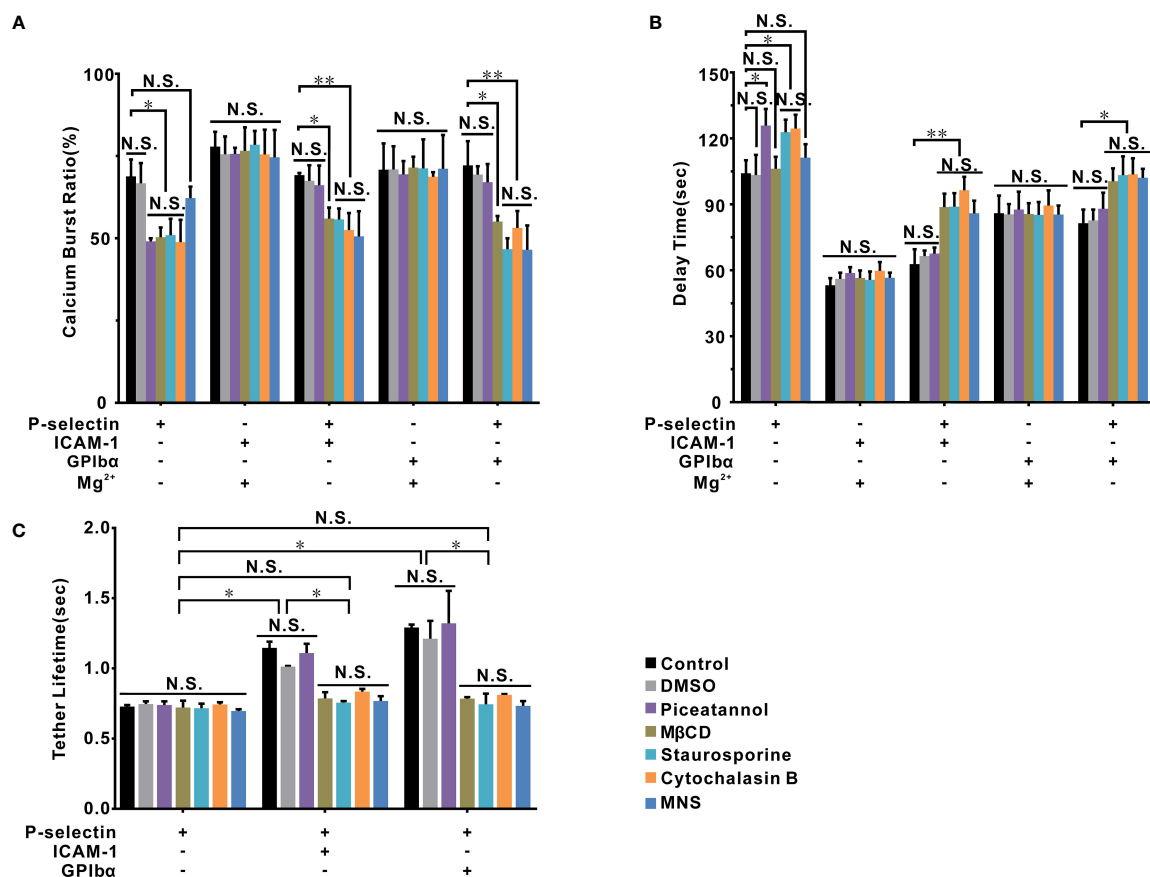 A
Calcium Burst Ratio(%)
100
50
0
N.S.
*
N.S.
N.S.
N.S.
**
*
N.S.
N.S.
N.S.
**
*
N.S.
N.S.
P-selectin + - + - +
ICAM-1 - + + - -
GPIbα - - - + +
Mg²⁺ - + - + -
B
Delay Time(sec)
150
120
90
60
30
0
N.S.
*
N.S.
*
N.S.
N.S.
N.S.
**
N.S.
N.S.
N.S.
*
N.S.
N.S.
P-selectin + - + - +
ICAM-1 - + + - -
GPIbα - - - + +
Mg²⁺ - + - + -
C
Tether Lifetime(sec)
2.0
1.5
1.0
0.5
0.0
N.S.
*
N.S.
*
*
*
N.S.
N.S.
N.S.
N.S.
N.S.
P-selectin + + +
ICAM-1 - + -
GPIbα - - +
Control
DMSO
Piceatannol
MβCD
Staurosporine
Cytochalasin B
MNS